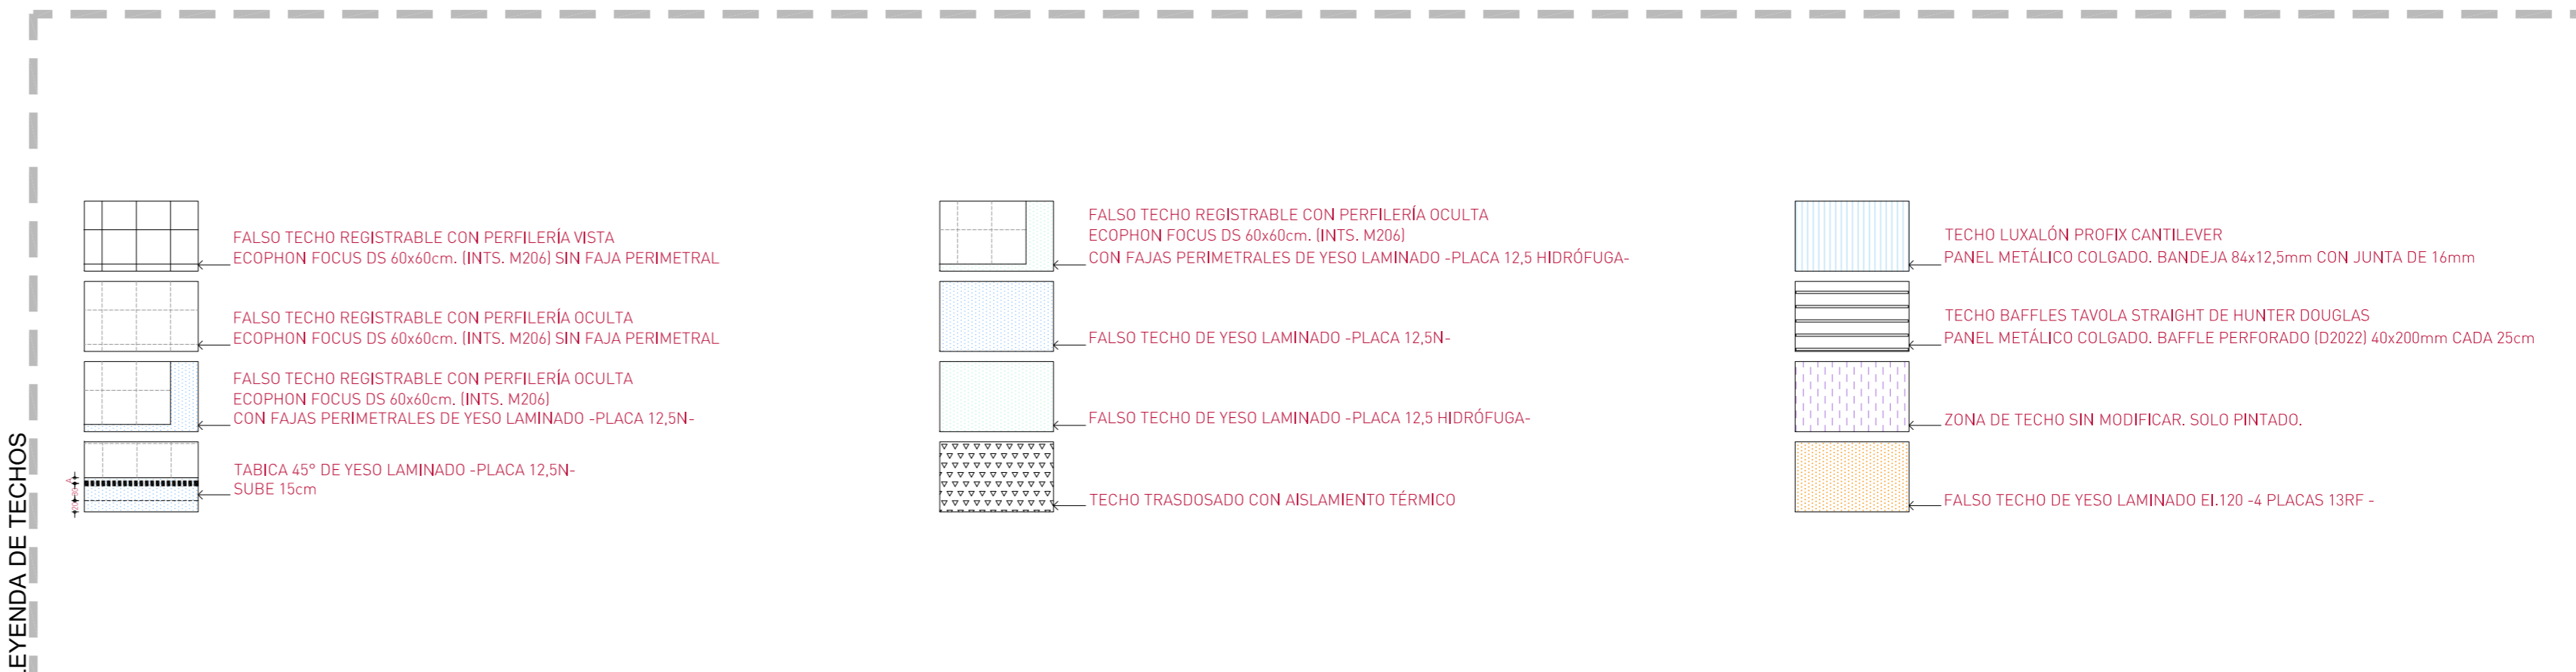 LEYENDA DE TECHOS
FALSO TECHO REGISTRABLE CON PERFILERÍA VISTA
ECOPHON FOCUS DS 60x60cm. (INTS. M206) SIN FAJA PERIMETRAL
FALSO TECHO REGISTRABLE CON PERFILERÍA OCULTA
ECOPHON FOCUS DS 60x60cm. (INTS. M206) SIN FAJA PERIMETRAL
FALSO TECHO REGISTRABLE CON PERFILERÍA OCULTA
ECOPHON FOCUS DS 60x60cm. (INTS. M206)
CON FAJAS PERIMETRALES DE YESO LAMINADO -PLACA 12,5N-
TABICA 45° DE YESO LAMINADO -PLACA 12,5N-
SUBE 15cm
FALSO TECHO REGISTRABLE CON PERFILERÍA OCULTA
ECOPHON FOCUS DS 60x60cm. (INTS. M206)
CON FAJAS PERIMETRALES DE YESO LAMINADO -PLACA 12,5 HIDRÓFUGA-
FALSO TECHO DE YESO LAMINADO -PLACA 12,5N-
FALSO TECHO DE YESO LAMINADO -PLACA 12,5 HIDRÓFUGA-
TECHO TRASDOSADO CON AISLAMIENTO TÉRMICO
TECHO LUXALÓN PROFIX CANTILEVER
PANEL METÁLICO COLGADO. BANDEJA 84x12,5mm CON JUNTA DE 16mm
TECHO BAFFLES TAVOLA STRAIGHT DE HUNTER DOUGLAS
PANEL METÁLICO COLGADO. BAFFLE PERFORADO (D2022) 40x200mm CADA 25cm
ZONA DE TECHO SIN MODIFICAR. SOLO PINTADO.
FALSO TECHO DE YESO LAMINADO EI.120 -4 PLACAS 13RF -